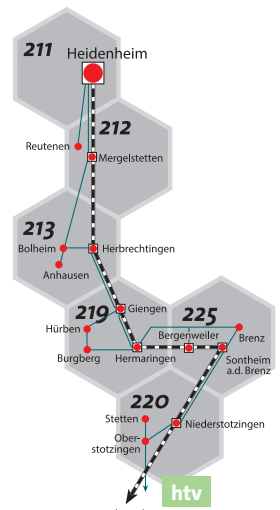 211
Heidenheim
212
Reutenen
Mergelstetten
213
Bolheim
Herbrechtingen
Anhausen
219
Giengen
225
Hürben
Bergenweiler
Brenz
Burgberg
Hermaringen
Sontheim
a.d. Brenz
220
Stetten
Niederstotzingen
Ober-
stotzingen
htv